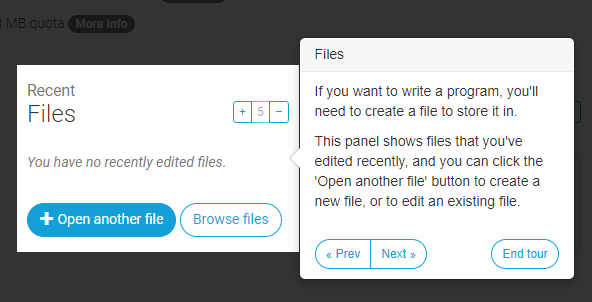 MB quota More Info
Recent
Files
+ 5 −
You have no recently edited files.
+ Open another file Browse files
Files
If you want to write a program, you'll
need to create a file to store it in.
This panel shows files that you've
edited recently, and you can click the
'Open another file' button to create a
new file, or to edit an existing file.
« Prev Next » End tour